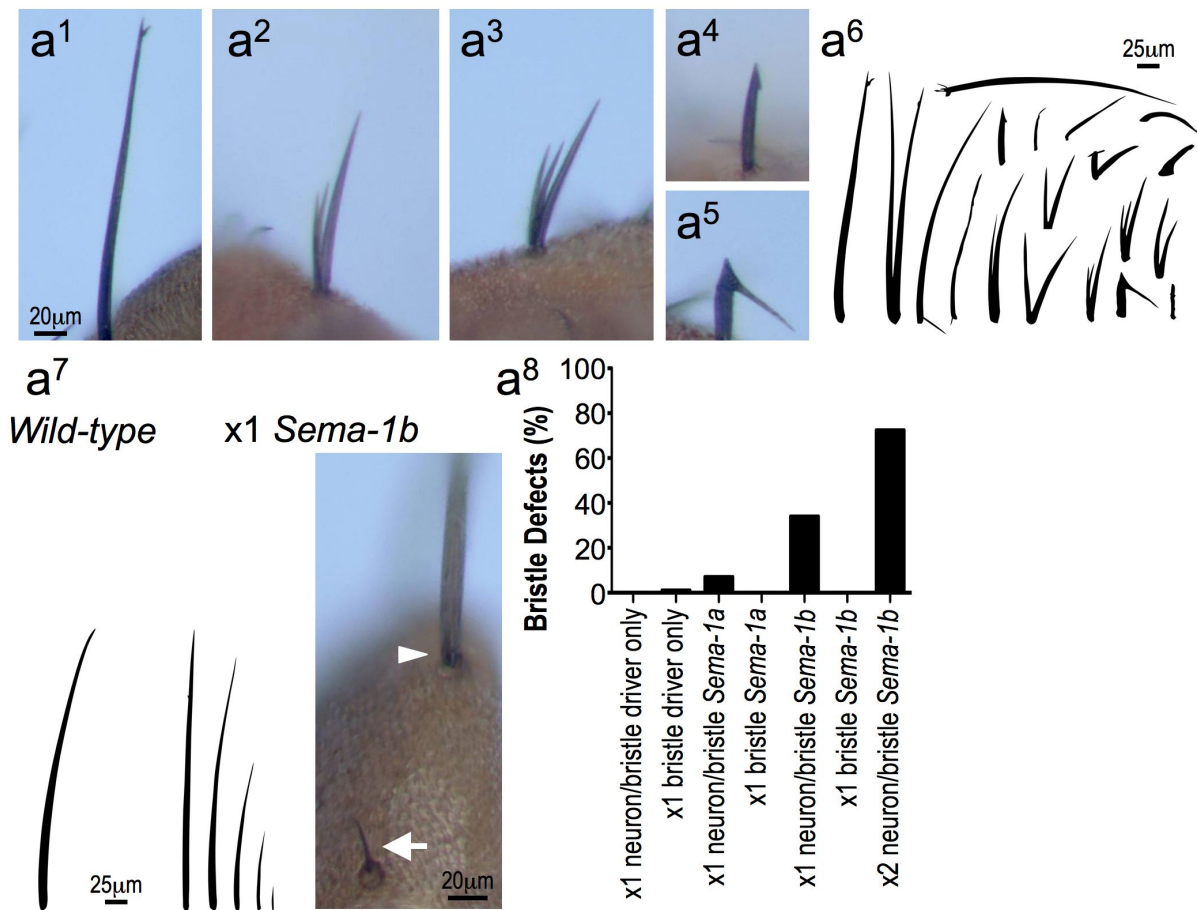 a1
20μm
a2
a3
a4
a5
a6
25μm
a7
Wild-type
x1 Sema-1b
25μm
20μm
a8
Bristle Defects (%)
100
80
60
40
20
0
x1 neuron/bristle driver only
x1 bristle driver only
x1 neuron/bristle Sema-1a
x1 bristle Sema-1a
x1 neuron/bristle Sema-1b
x1 bristle Sema-1b
x2 neuron/bristle Sema-1b